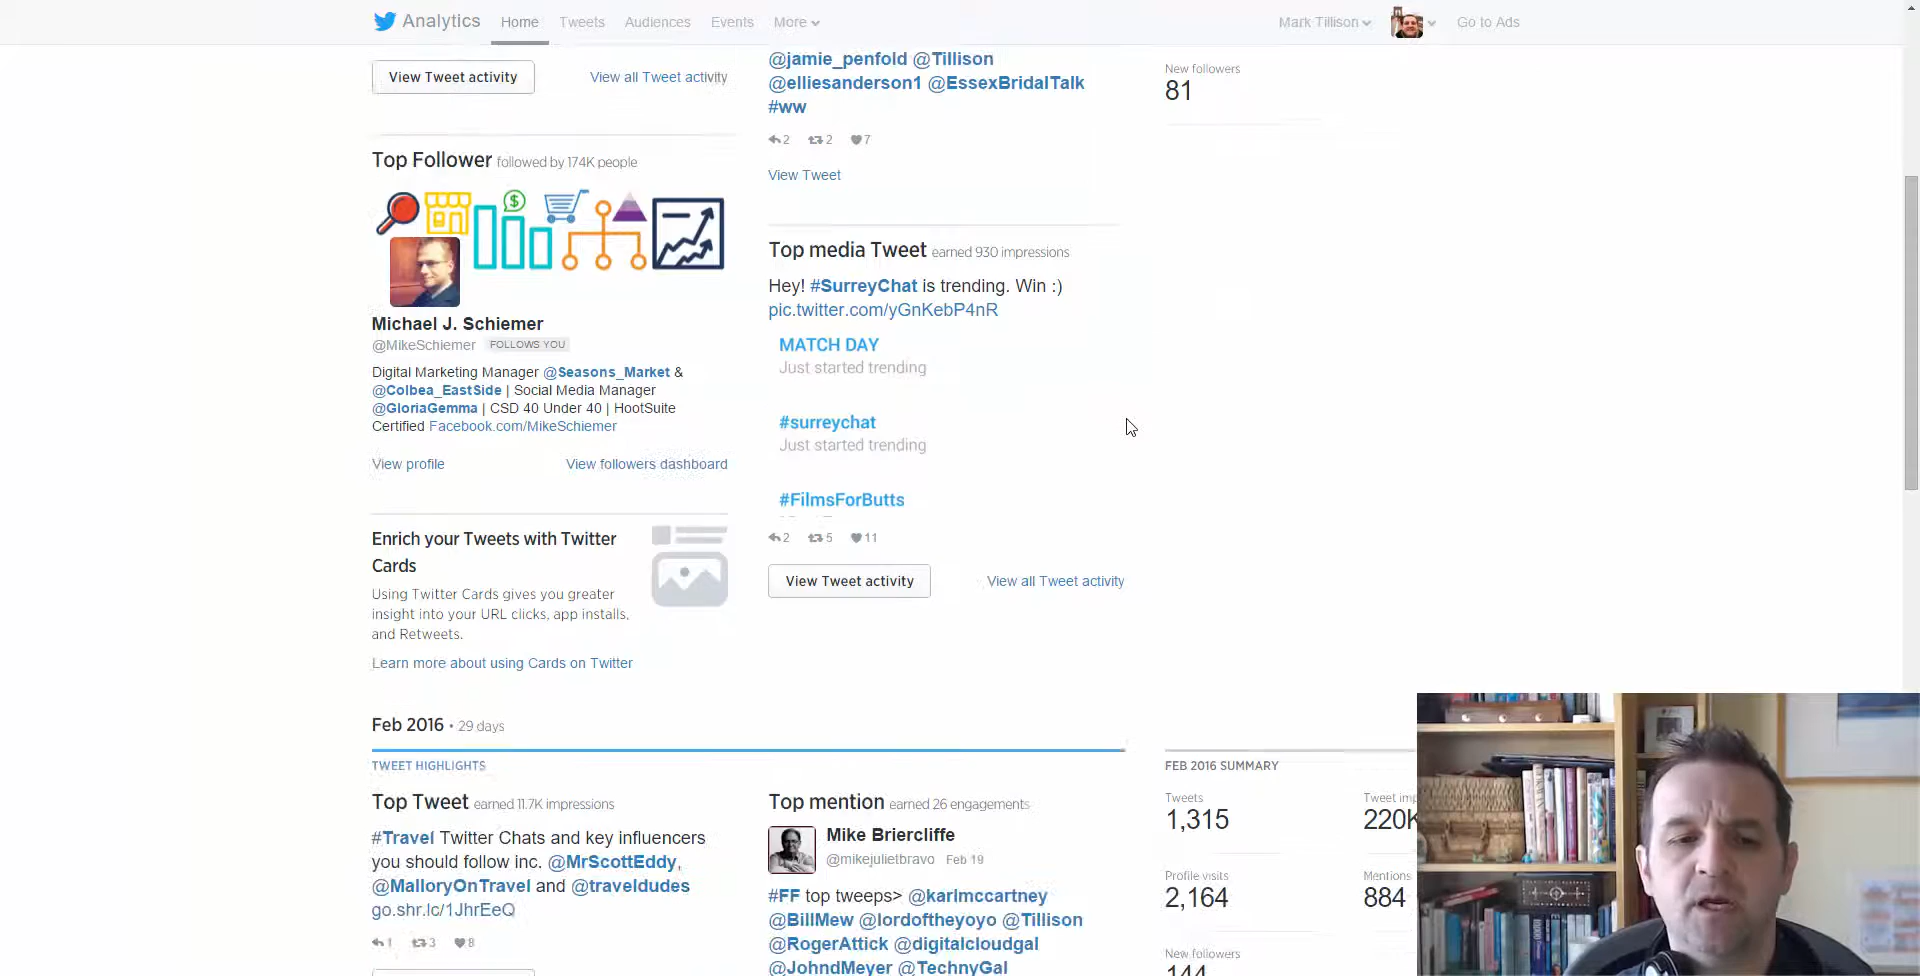 Analytics Home Tweets Audiences Events More Mark Tillison Go to Ads
View Tweet activity View all Tweet activity
Top Follower followed by 174K people
Michael J. Schiemer
@MikeSchiemer FOLLOWS YOU
Digital Marketing Manager @Seasons_Market &
@Colbea_EastSide | Social Media Manager
@GloriaGemma | CSD 40 Under 40 | HootSuite
Certified Facebook.com/MikeSchiemer
View profile View followers dashboard
Enrich your Tweets with Twitter
Cards
Using Twitter Cards gives you greater
insight into your URL clicks, app installs,
and Retweets.
Learn more about using Cards on Twitter
@jamie_penfold @Tillison
@elliesanderson1 @EssexBridalTalk
#ww
2 2 7
View Tweet
Top media Tweet earned 930 impressions
Hey! #SurreyChat is trending. Win :)
pic.twitter.com/yGnKebP4nR
MATCH DAY
Just started trending
#surreychat
Just started trending
#FilmsForButts
2 5 11
View Tweet activity View all Tweet activity
New followers
81
Feb 2016 • 29 days
TWEET HIGHLIGHTS
Top Tweet earned 11.7K impressions
#Travel Twitter Chats and key influencers
you should follow inc. @MrScottEddy,
@MalloryOnTravel and @traveldudes
go.shr.lc/1JhrEeQ
1 3 8
Top mention earned 26 engagements
Mike Briercliffe
@mikejulietbravo Feb 19
#FF top tweeps> @karlmccartney
@BillMew @lordoftheyoyo @Tillison
@RogerAttick @digitalcloudgal
@JohndMeyer @TechnyGal
FEB 2016 SUMMARY
Tweets
1,315
Tweet imp
220K
Profile visits
2,164
Mentions
884
New followers
144